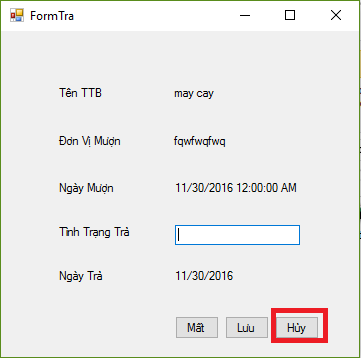 FormTra
Tên TTB may cay
Đơn Vị Mượn fqwfwqfwq
Ngày Mượn 11/30/2016 12:00:00 AM
Tình Trạng Trả
Ngày Trả 11/30/2016
Mất Lưu Hủy